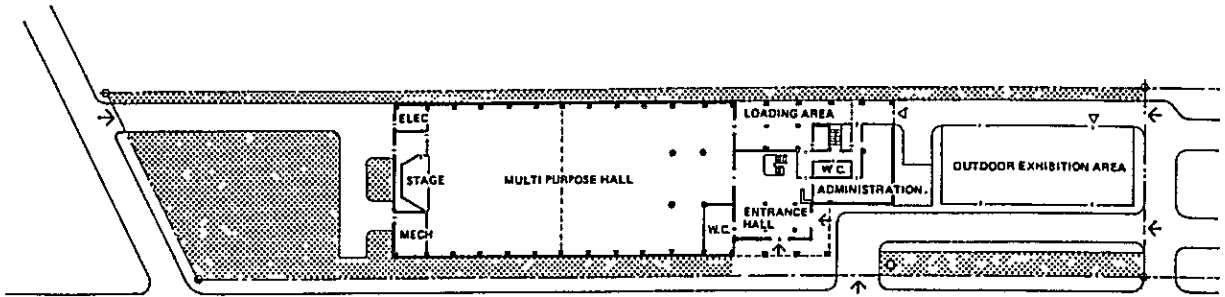 ELEC
LOADING AREA
STAGE
MULTI PURPOSE HALL
W.C.
OUTDOOR EXHIBITION AREA
ADMINISTRATION.
ENTRANCE
HALL
W.C.
MECH